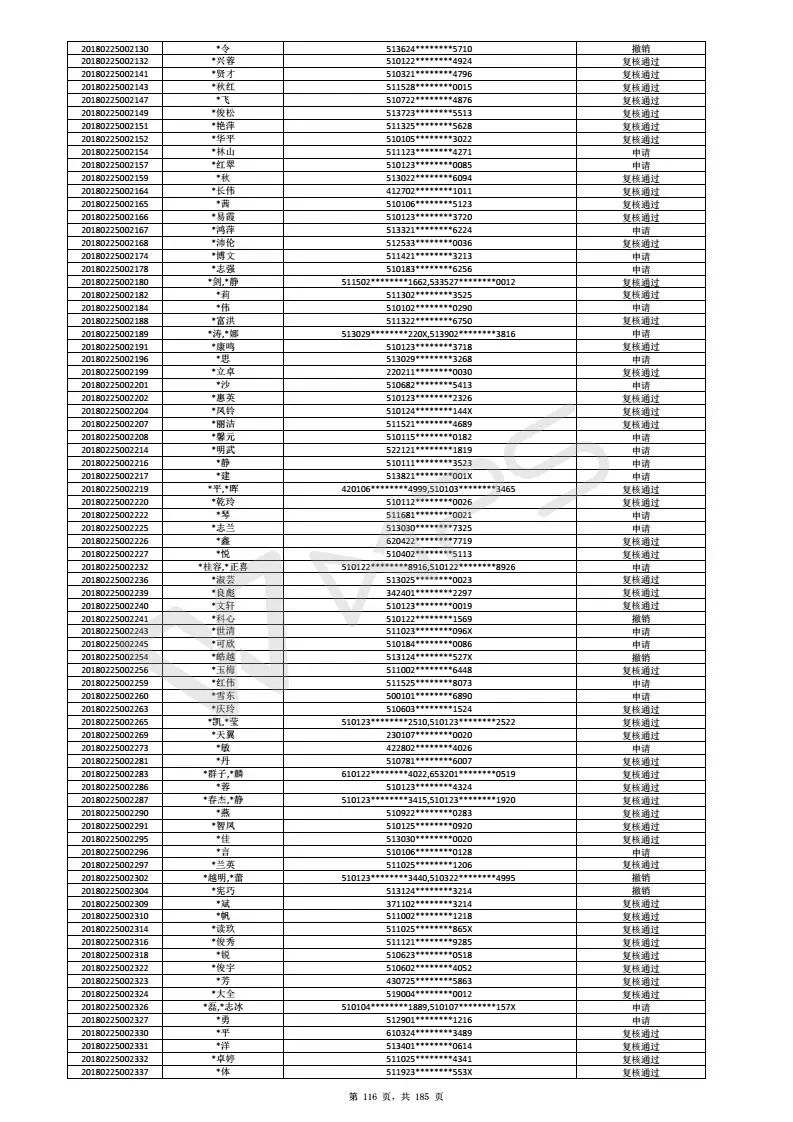 20180225002130 *令 513624********5710 撤销
20180225002132 *兴蓉 510122********4924 复核通过
20180225002141 *贤才 510321********4796 复核通过
20180225002143 *秋红 511528********0015 复核通过
20180225002147 *飞 510722********4876 复核通过
20180225002149 *俊松 513723********5513 复核通过
20180225002151 *艳萍 511325********5628 复核通过
20180225002152 *华平 510105********3022 复核通过
20180225002154 *林山 511123********4271 申请
20180225002157 *红翠 510123********0085 申请
20180225002159 *秋 513022********6094 复核通过
20180225002164 *长伟 412702********1011 复核通过
20180225002165 *茜 510106********5123 复核通过
20180225002166 *易霞 510123********3720 复核通过
20180225002167 *鸿萍 513321********6224 申请
20180225002168 *沛伦 512533********0036 复核通过
20180225002174 *博文 511421********3213 申请
20180225002178 *志强 510183********6256 申请
20180225002180 *剑,*静 511502********1662,533527********0012 复核通过
20180225002182 *莉 511302********3525 复核通过
20180225002184 *伟 510102********0290 申请
20180225002188 *富洪 511322********6750 复核通过
20180225002189 *涛,*娜 513029********220X,513902********3816 申请
20180225002191 *康鸣 510123********3718 复核通过
20180225002196 *思 513029********3268 申请
20180225002199 *立卓 220211********0030 复核通过
20180225002201 *沙 510682********5413 申请
20180225002202 *惠英 510123********2326 复核通过
20180225002204 *凤铃 510124********144X 复核通过
20180225002207 *丽洁 511521********4689 复核通过
20180225002208 *馨元 510115********0182 申请
20180225002214 *明武 522121********1819 申请
20180225002216 *静 510111********3523 申请
20180225002217 *建 513821********001X 申请
20180225002219 *平,*晖 420106********4999,510103********3465 复核通过
20180225002220 *乾玲 510112********0026 复核通过
20180225002222 *琴 511681********0021 申请
20180225002225 *志兰 513030********7325 申请
20180225002226 *鑫 620422********7719 复核通过
20180225002227 *悦 510402********5113 复核通过
20180225002232 *桂容,*正喜 510122********8916,510122********8926 申请
20180225002236 *淑芸 513025********0023 复核通过
20180225002239 *良彪 342401********2297 复核通过
20180225002240 *文轩 510123********0019 复核通过
20180225002241 *科心 510122********1569 撤销
20180225002243 *世清 511023********096X 申请
20180225002245 *可欣 510184********0086 申请
20180225002254 *皓越 513124********527X 撤销
20180225002256 *玉梅 511002********6448 复核通过
20180225002259 *红伟 511525********8073 申请
20180225002260 *雪东 500101********6890 申请
20180225002263 *庆玲 510603********1524 复核通过
20180225002265 *凯,*莹 510123********2510,510123********2522 复核通过
20180225002269 *天翼 230107********0020 复核通过
20180225002273 *敏 422802********4026 申请
20180225002281 *丹 510781********6007 复核通过
20180225002283 *群子,*麟 610122********4022,653201********0519 复核通过
20180225002286 *蓉 510123********4324 复核通过
20180225002287 *春杰,*静 510123********3415,510123********1920 复核通过
20180225002290 *燕 510922********0283 复核通过
20180225002291 *智凤 510125********0920 复核通过
20180225002295 *佳 513030********0020 复核通过
20180225002296 *言 510106********0128 申请
20180225002297 *兰英 511025********1206 复核通过
20180225002302 *越明,*蕾 510123********3440,510322********4995 撤销
20180225002304 *宪巧 513124********3214 撤销
20180225002309 *斌 371102********3214 复核通过
20180225002310 *帆 511002********1218 复核通过
20180225002314 *读玖 511025********865X 复核通过
20180225002316 *俊秀 511121********9285 复核通过
20180225002318 *锐 510623********0518 复核通过
20180225002322 *俊宇 510602********4052 复核通过
20180225002323 *芳 430725********5863 复核通过
20180225002324 *大全 519004********0012 复核通过
20180225002326 *磊,*志冰 510104********1889,510107********157X 申请
20180225002327 *勇 512901********1216 申请
20180225002330 *平 610324********3489 复核通过
20180225002331 *洋 513401********0614 复核通过
20180225002332 *卓婷 511025********4341 复核通过
20180225002337 *体 511923********553X 复核通过
第 116 页，共 185 页